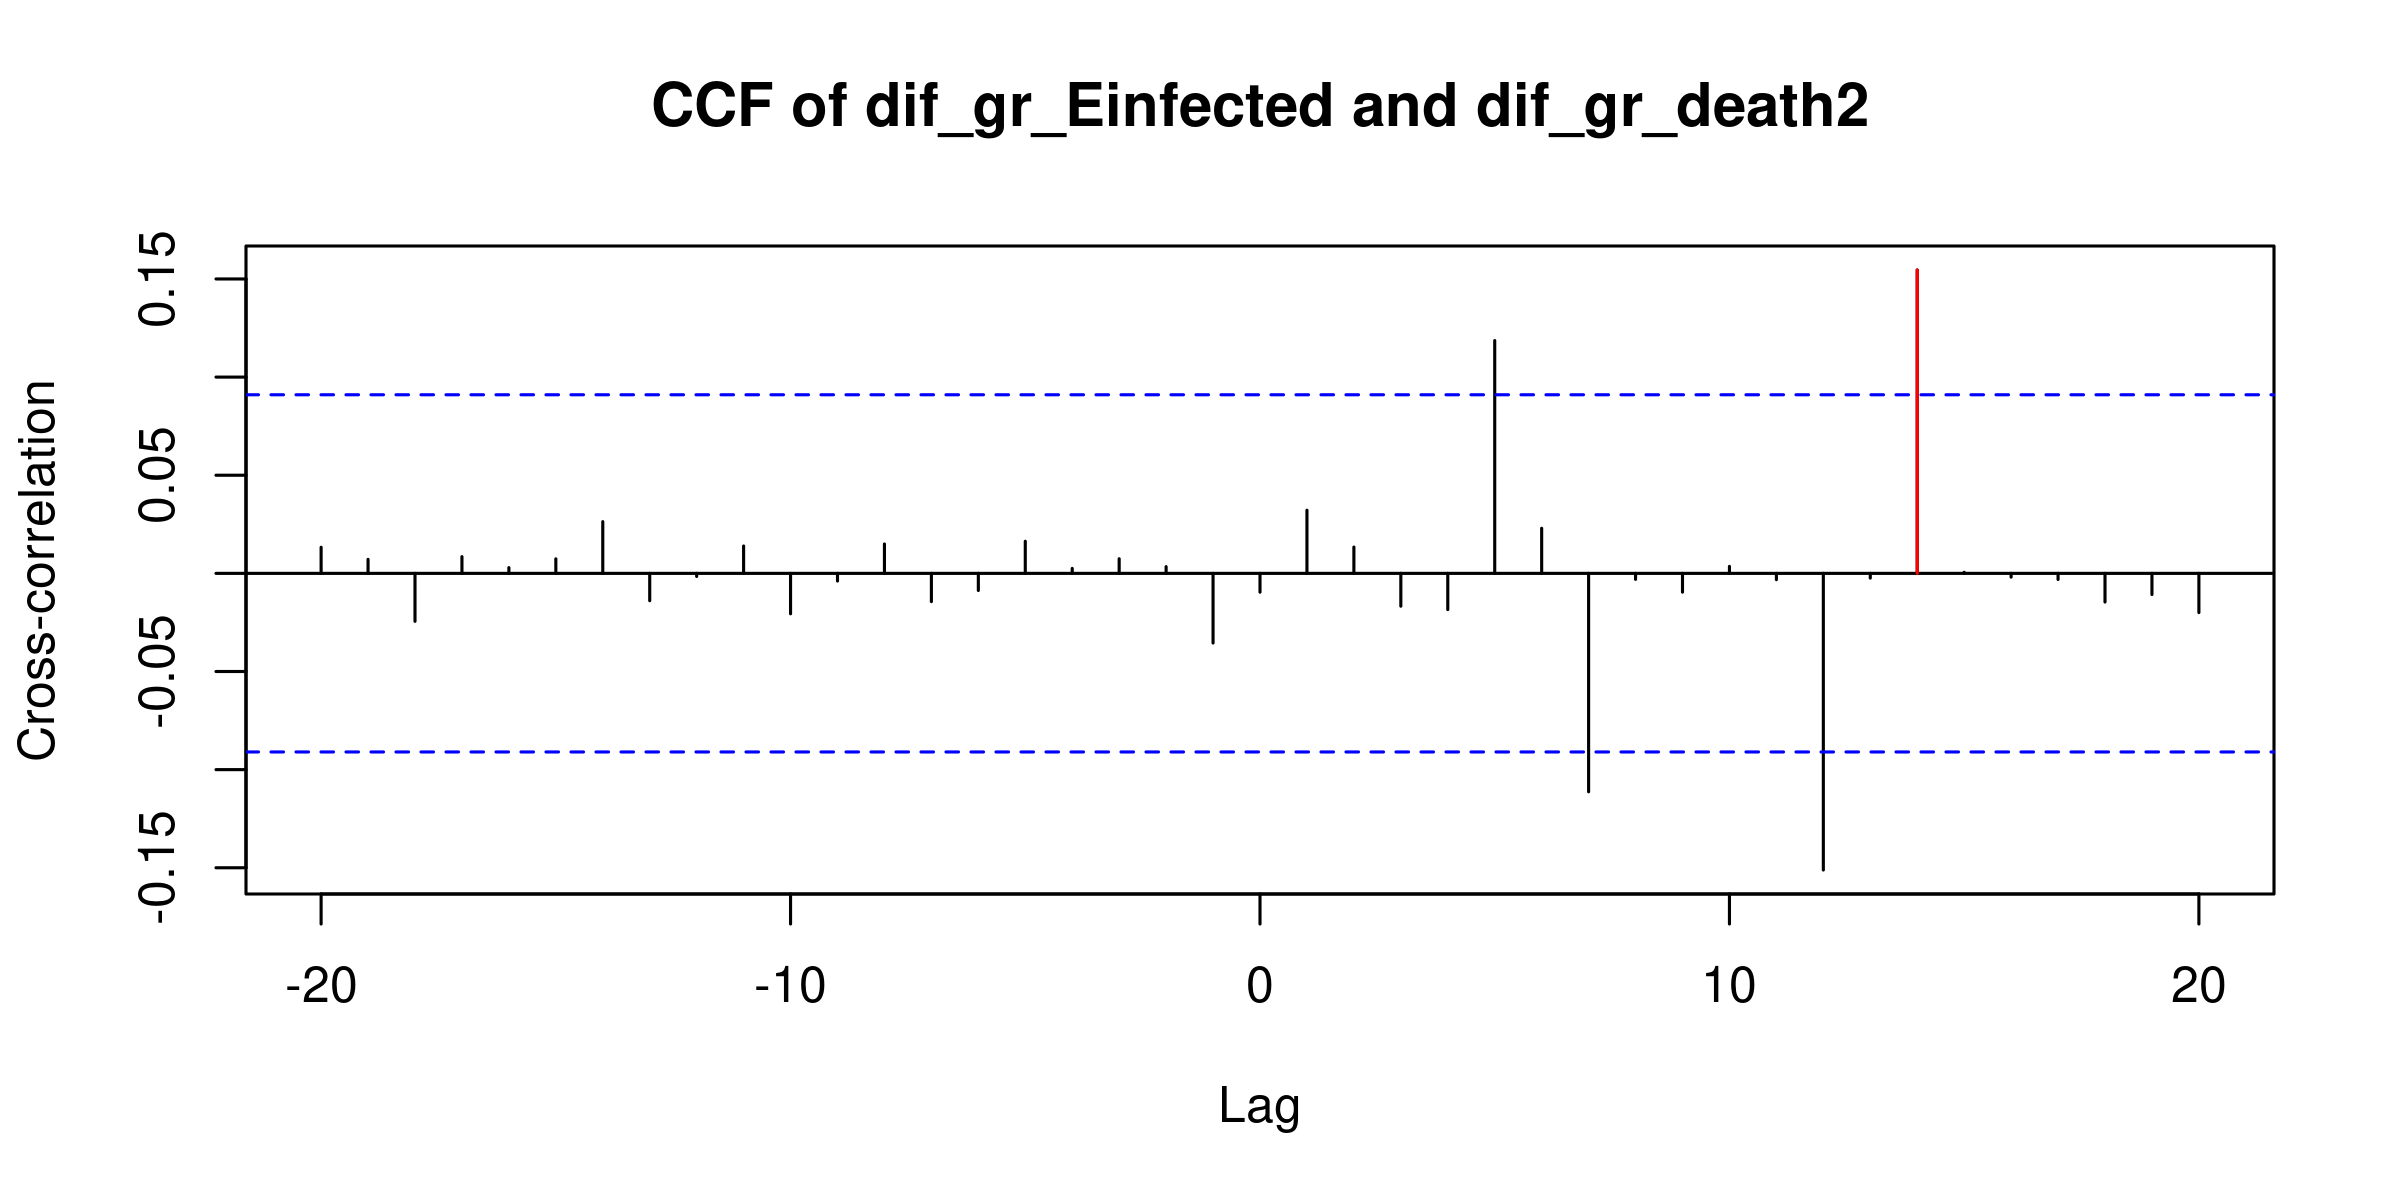 CCF of dif_gr_Einfected and dif_gr_death2
Cross-correlation
0.15
0.05
-0.05
-0.15
-20 -10 0 10 20
Lag